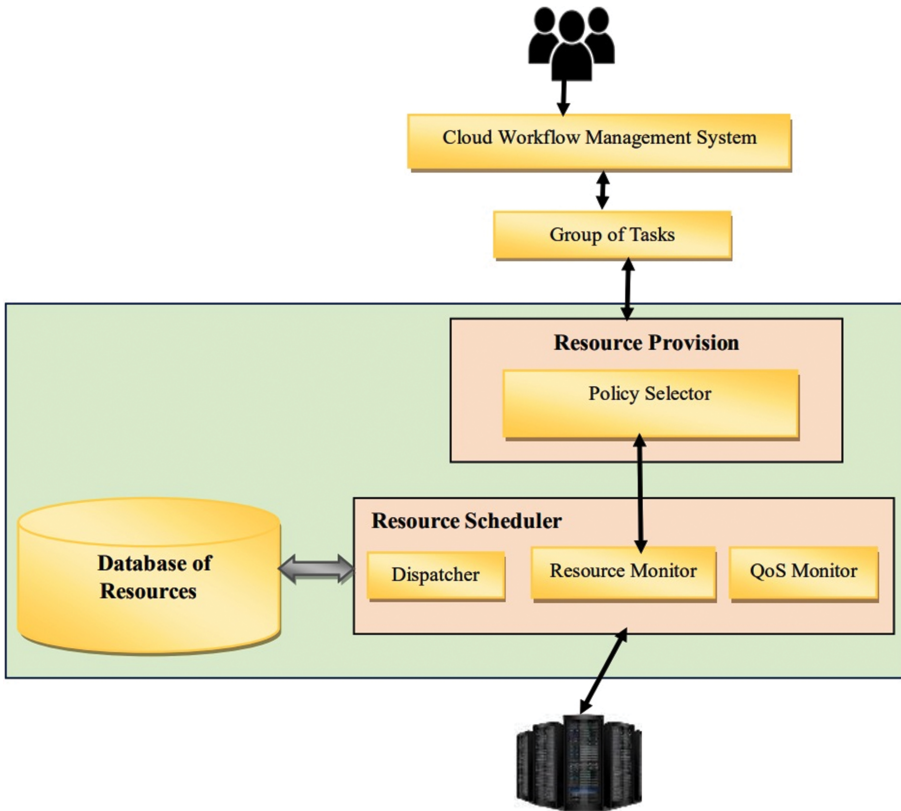 Cloud Workflow Management System
Group of Tasks
Resource Provision
Policy Selector
Resource Scheduler
Database of
Resources
Dispatcher
Resource Monitor
QoS Monitor